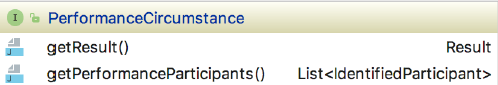 I PerformanceCircumstance
getResult() Result
getPerformanceParticipants() List<IdentifiedParticipant>